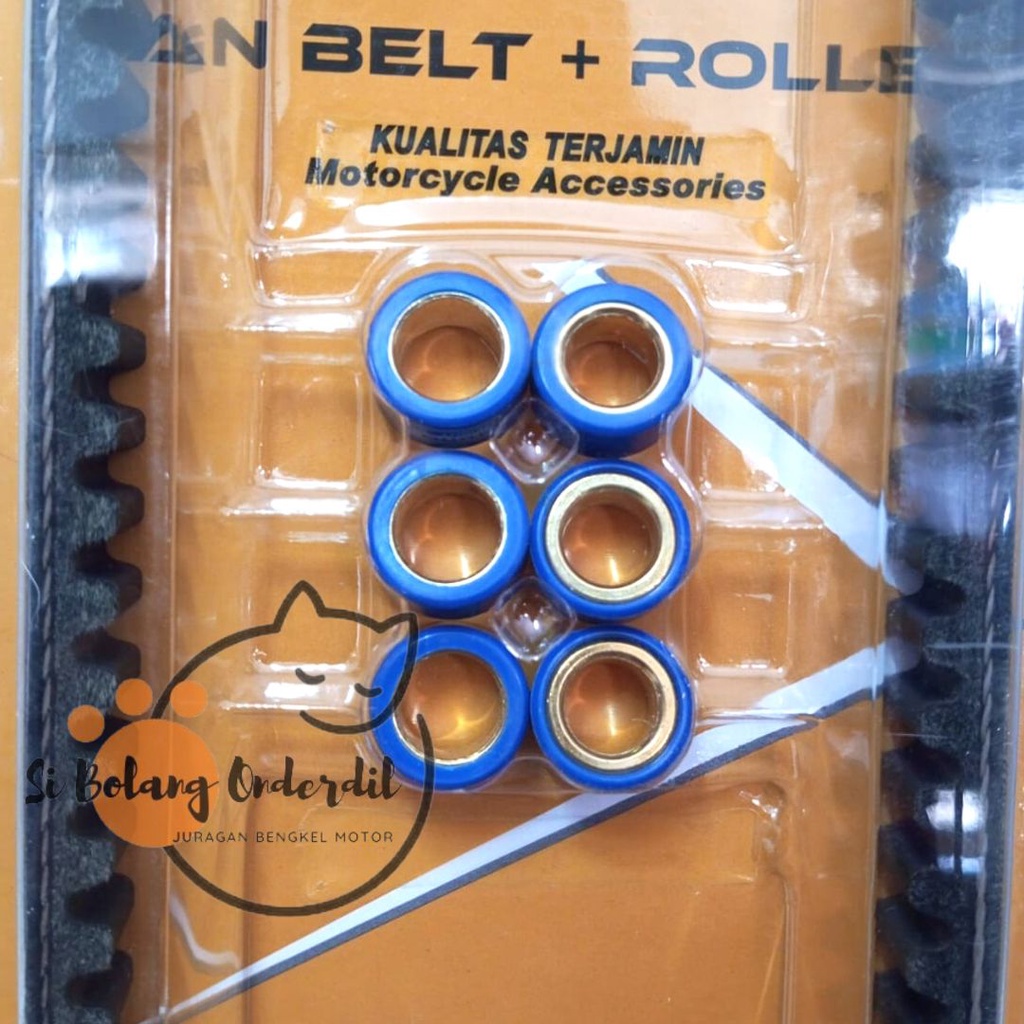 AN BELT + ROLLE
KUALITAS TERJAMIN
Motorcycle Accessories
Si Bolang Onderdil
JURAGAN BENGKEL MOTOR